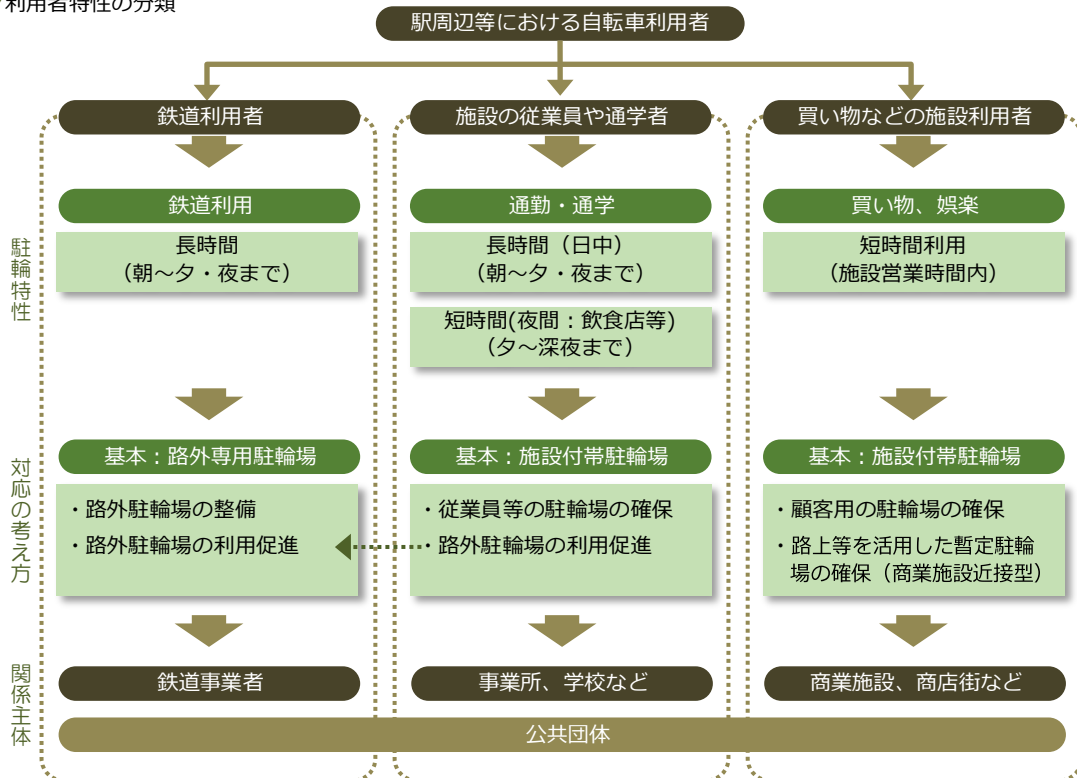 利用者特性の分類
駅周辺等における自転車利用者
鉄道利用者
施設の従業員や通学者
買い物などの施設利用者
駐輪特性
鉄道利用
通勤・通学
買い物、娯楽
長時間
（朝～夕・夜まで）
長時間（日中）
（朝～夕・夜まで）
短時間利用
（施設営業時間内）
短時間(夜間：飲食店等)
（夕～深夜まで）
対応の考え方
基本：路外専用駐輪場
基本：施設付帯駐輪場
基本：施設付帯駐輪場
・路外駐輪場の整備
・路外駐輪場の利用促進
・従業員等の駐輪場の確保
・路外駐輪場の利用促進
・顧客用の駐輪場の確保
・路上等を活用した暫定駐輪
場の確保（商業施設近接型）
関係主体
鉄道事業者
事業所、学校など
商業施設、商店街など
公共団体